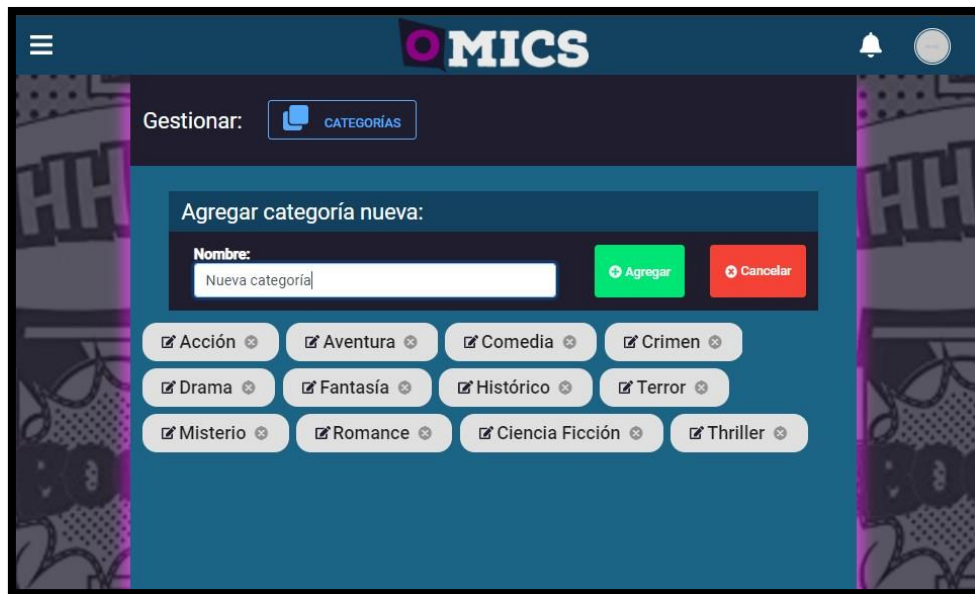 OMICS
Gestionar: CATEGORÍAS
Agregar categoría nueva:
Nombre:
Nueva categoría
Agregar Cancelar
Acción Aventura Comedia Crimen
Drama Fantasía Histórico Terror
Misterio Romance Ciencia Ficción Thriller